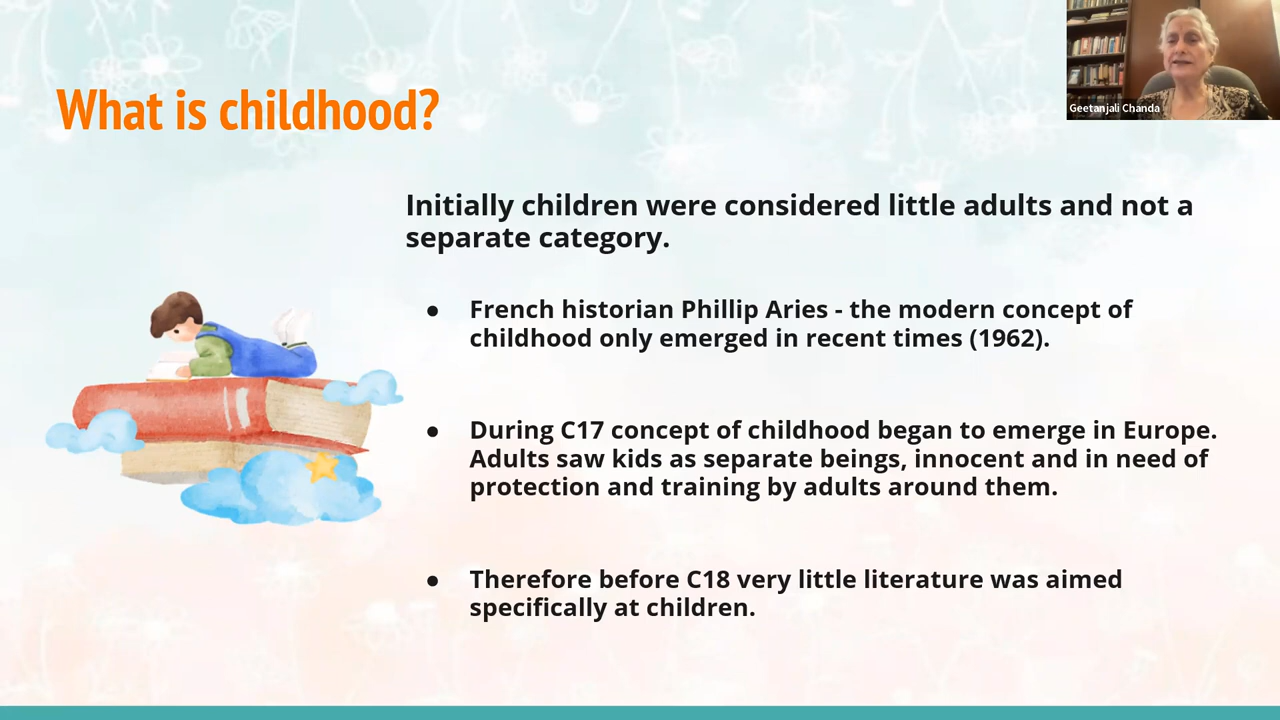 What is childhood?
Geetanjali Chanda
Initially children were considered little adults and not a
separate category.
● French historian Phillip Aries - the modern concept of
childhood only emerged in recent times (1962).
● During C17 concept of childhood began to emerge in Europe.
Adults saw kids as separate beings, innocent and in need of
protection and training by adults around them.
● Therefore before C18 very little literature was aimed
specifically at children.